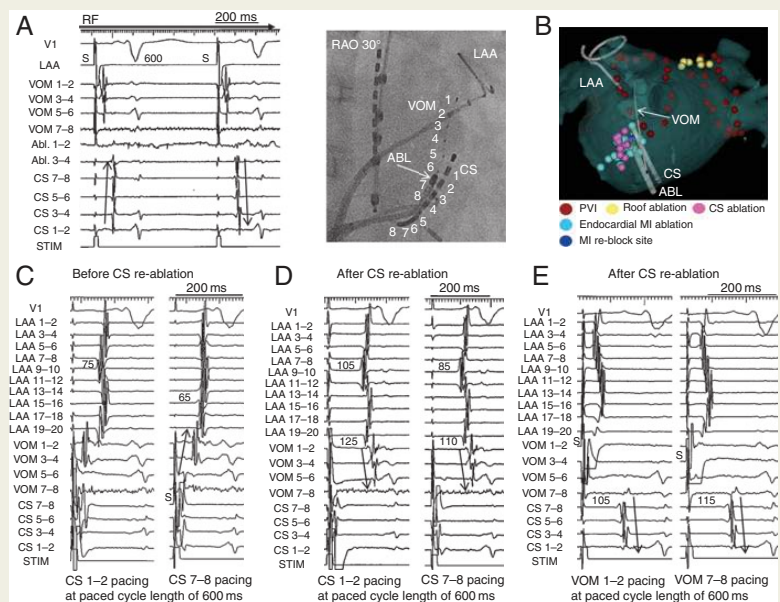 A
RF
200 ms
V1
S
600
S
LAA
VOM 1–2
VOM 3–4
VOM 5–6
VOM 7–8
Abl. 1–2
Abl. 3–4
CS 7–8
CS 5–6
CS 3–4
CS 1–2
STIM
RAO 30°
LAA
VOM
1
2
3
4
5
6
7
8
ABL
CS
1
2
3
4
5
6
7
8
B
LAA
VOM
CS
ABL
PVI
Roof ablation
CS ablation
Endocardial MI ablation
MI re-block site
C
Before CS re-ablation
200 ms
V1
LAA 1–2
LAA 3–4
LAA 5–6
LAA 7–8
75
LAA 9–10
LAA 11–12
LAA 13–14
65
LAA 15–16
LAA 17–18
LAA 19–20
VOM 1–2
VOM 3–4
VOM 5–6
VOM 7–8
S
CS 7–8
CS 5–6
CS 3–4
CS 1–2
STIM
CS 1–2 pacing
CS 7–8 pacing
at paced cycle length of 600 ms
D
After CS re-ablation
200 ms
V1
LAA 1–2
LAA 3–4
LAA 5–6
LAA 7–8
105
85
LAA 9–10
LAA 11–12
LAA 13–14
LAA 15–16
LAA 17–18
LAA 19–20
125
110
VOM 1–2
VOM 3–4
VOM 5–6
VOM 7–8
CS 7–8
CS 5–6
CS 3–4
CS 1–2
STIM
CS 1–2 pacing
CS 7–8 pacing
at paced cycle length of 600 ms
E
After CS re-ablation
200 ms
V1
LAA 1–2
LAA 3–4
LAA 5–6
LAA 7–8
LAA 9–10
LAA 11–12
LAA 13–14
LAA 15–16
LAA 17–18
LAA 19–20
S
S
VOM 1–2
VOM 3–4
VOM 5–6
VOM 7–8
105
115
CS 7–8
CS 5–6
CS 3–4
CS 1–2
STIM
VOM 1–2 pacing
VOM 7–8 pacing
at paced cycle length of 600 ms